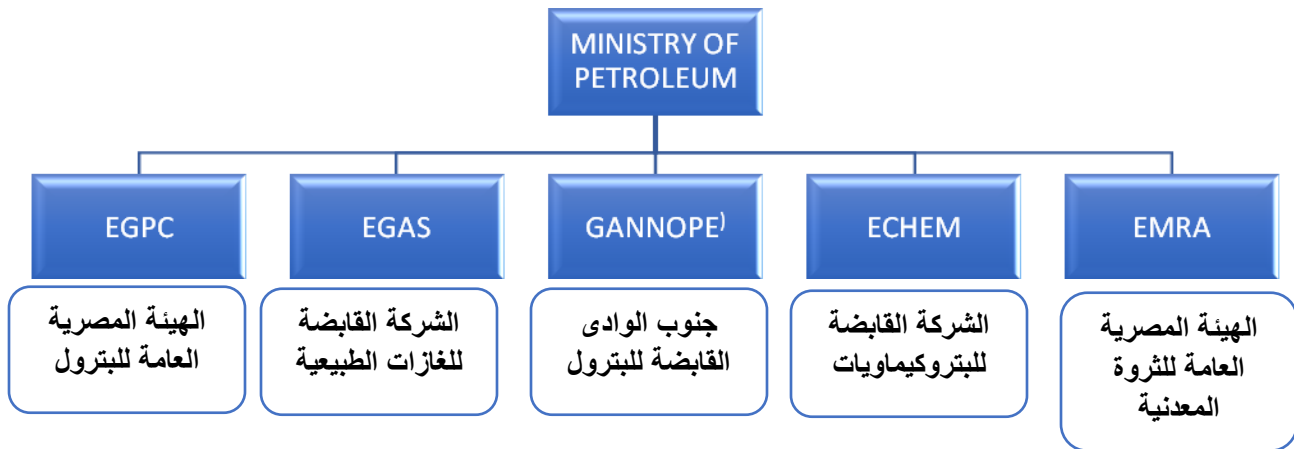 MINISTRY OF
PETROLEUM
EGPC
EGAS
GANNOPE)
ECHEM
EMRA
الهيئة المصرية
العامة للبترول
الشركة القابضة
للغازات الطبيعية
جنوب الوادى
القابضة للبترول
الشركة القابضة
للبتروكيماويات
الهيئة المصرية
العامة للثروة
المعدنية